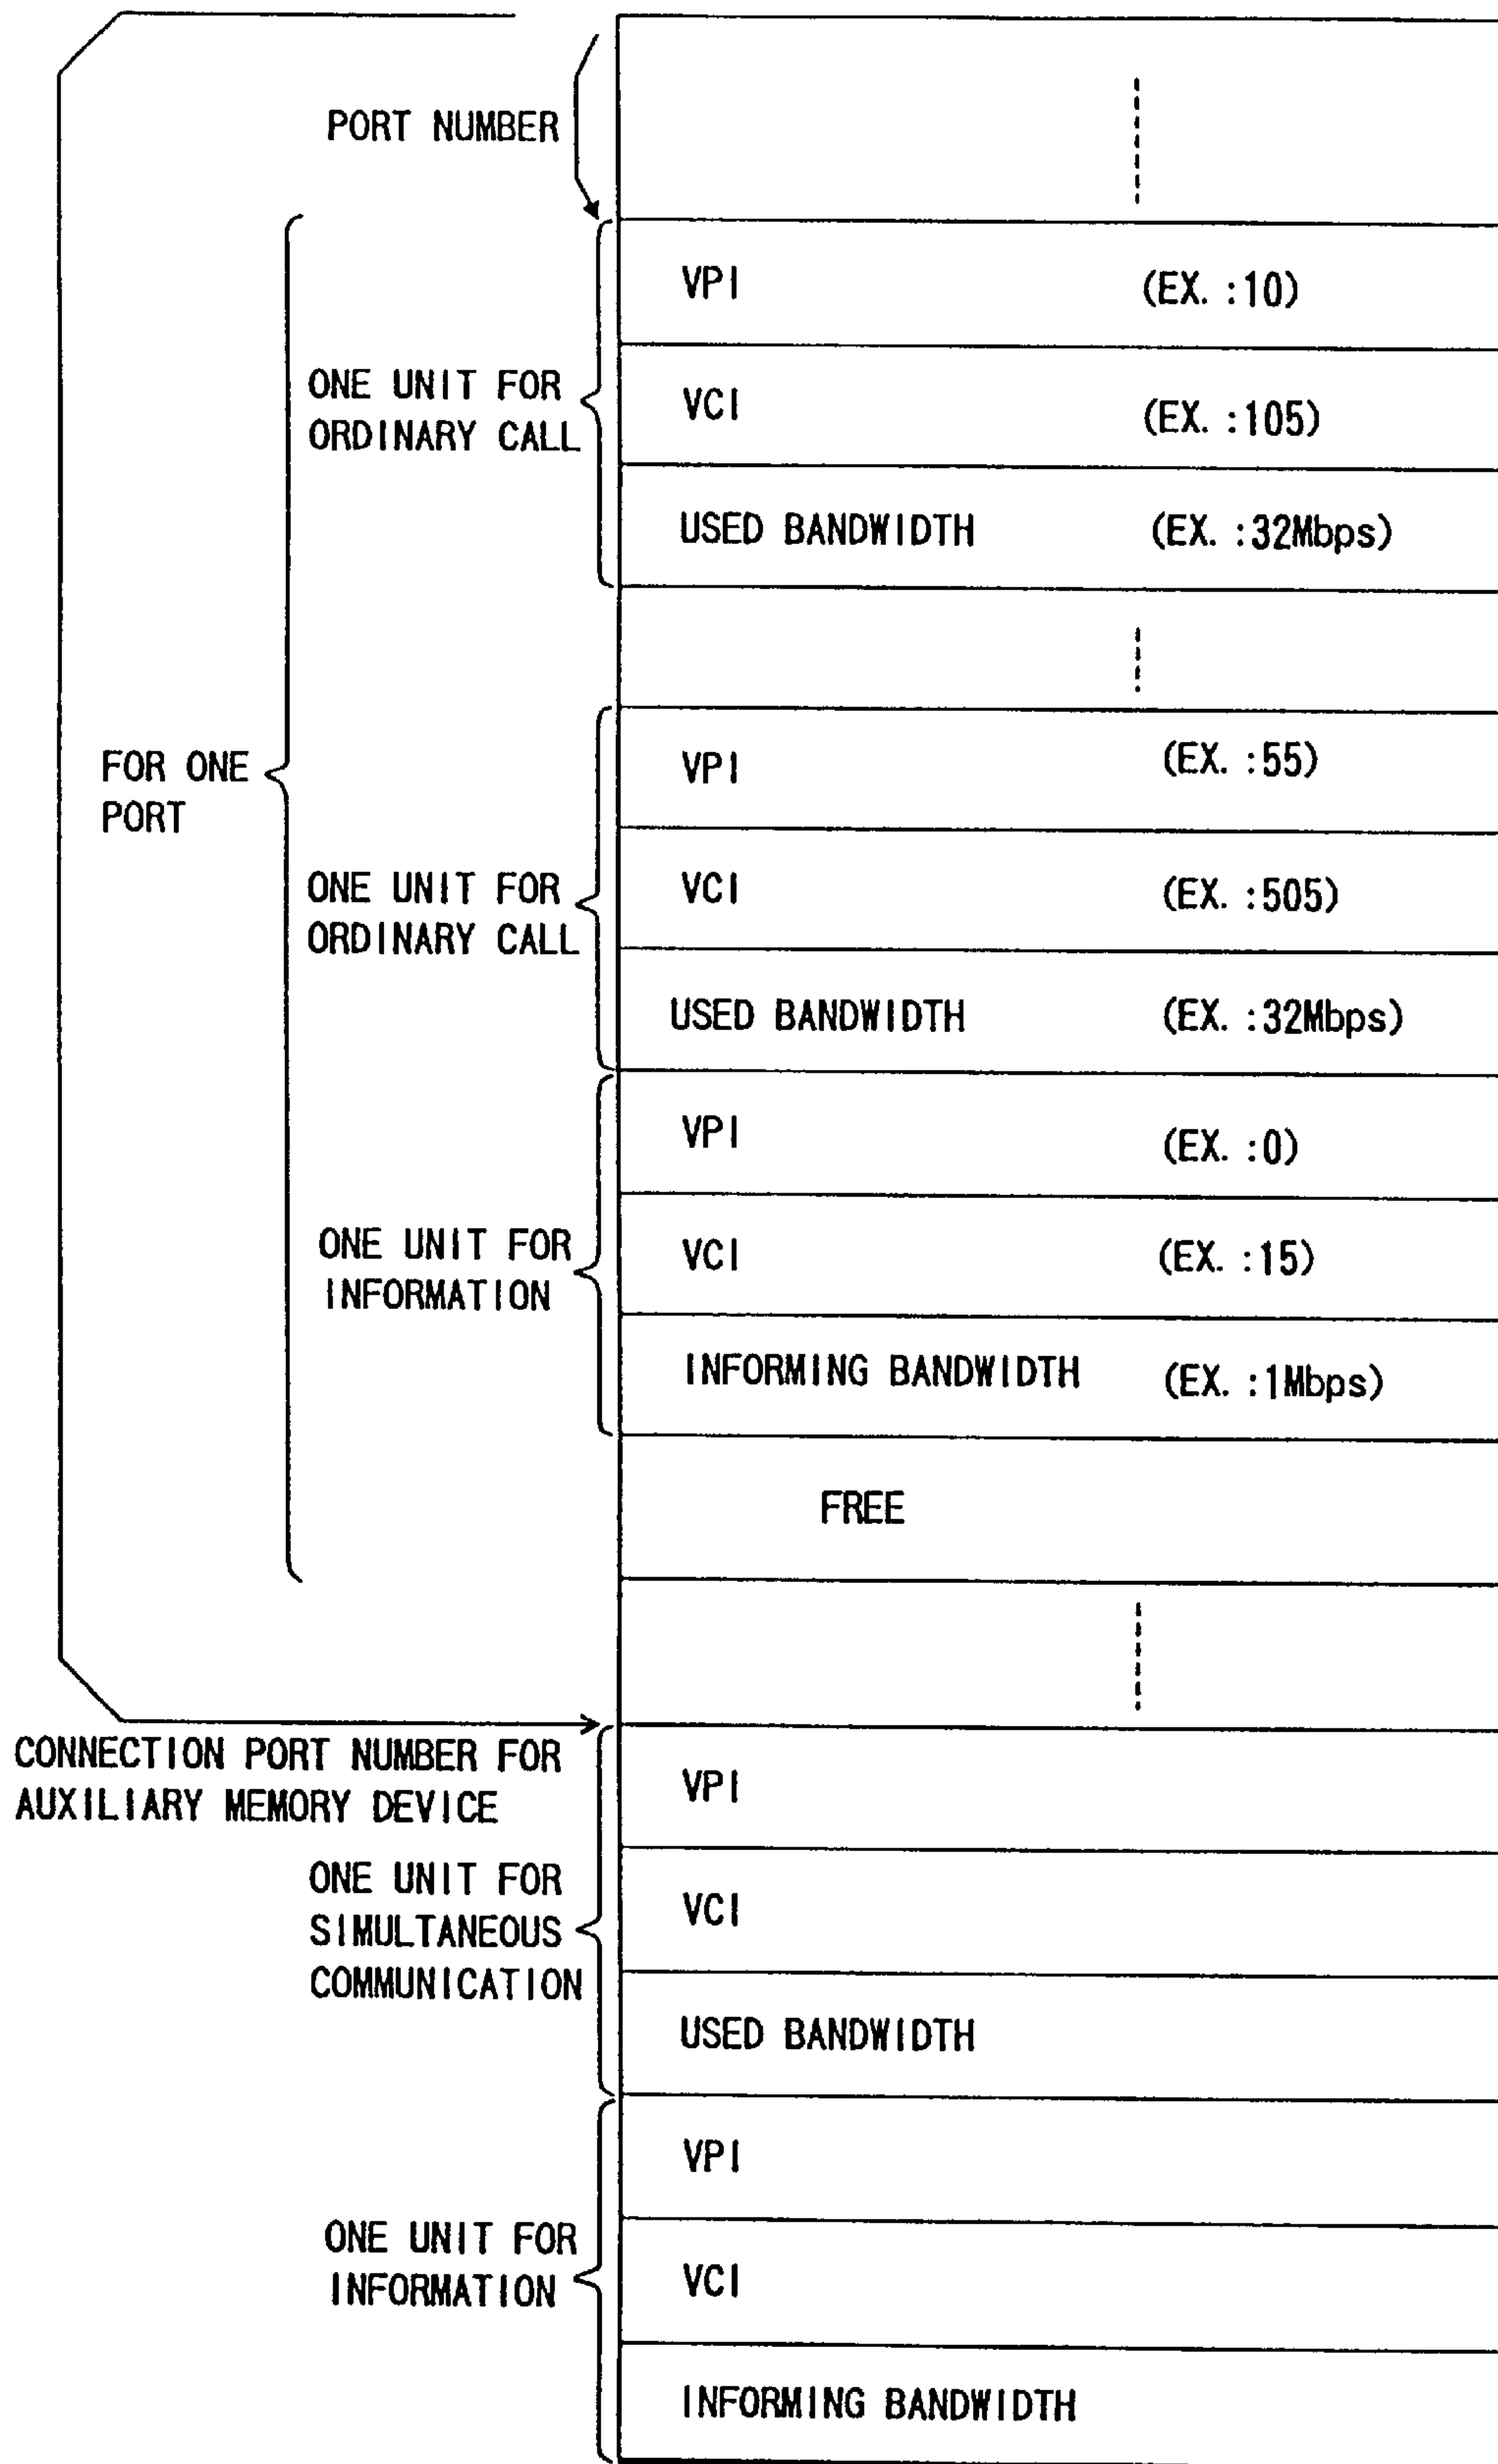 PORT NUMBER
VPI (EX. :10)
ONE UNIT FOR
ORDINARY CALL
VCI (EX. :105)
USED BANDWIDTH (EX. :32Mbps)
FOR ONE
PORT
VPI (EX. :55)
ONE UNIT FOR
ORDINARY CALL
VCI (EX. :505)
USED BANDWIDTH (EX. :32Mbps)
VPI (EX. :0)
ONE UNIT FOR
INFORMATION
VCI (EX. :15)
INFORMING BANDWIDTH (EX. :1Mbps)
FREE
CONNECTION PORT NUMBER FOR
AUXILIARY MEMORY DEVICE
VPI
ONE UNIT FOR
SIMULTANEOUS
COMMUNICATION
VCI
USED BANDWIDTH
VPI
ONE UNIT FOR
INFORMATION
VCI
INFORMING BANDWIDTH